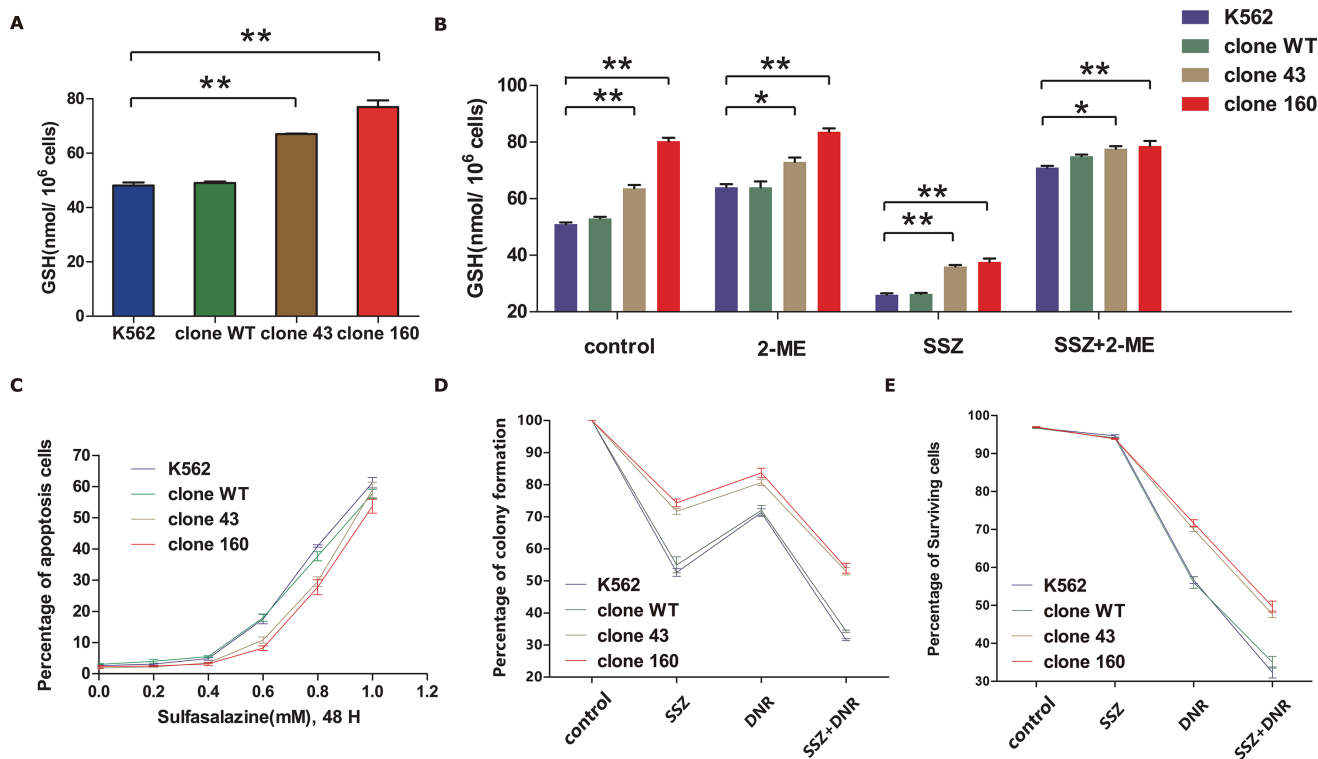 A
GSH(nmol/ 10⁶ cells)
80
60
40
20
0
**
**
K562
clone WT
clone 43
clone 160
B
K562
clone WT
clone 43
clone 160
GSH(nmol/ 10⁶ cells)
100
80
60
40
20
**
**
**
*
**
**
**
*
control
2-ME
SSZ
SSZ+2-ME
C
Percentage of apoptosis cells
70
60
50
40
30
20
10
0
K562
clone WT
clone 43
clone 160
0.0
0.2
0.4
0.6
0.8
1.0
1.2
Sulfasalazine(mM), 48 H
D
Percentage of colony formation
100
90
80
70
60
50
40
30
20
K562
clone WT
clone 43
clone 160
control
SSZ
DNR
SSZ+DNR
E
Percentage of Surviving cells
100
90
80
70
60
50
40
30
K562
clone WT
clone 43
clone 160
control
SSZ
DNR
SSZ+DNR